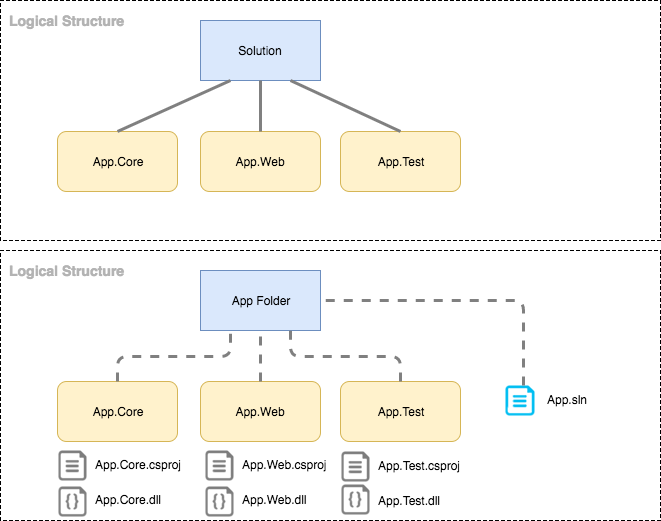 Logical Structure
Solution
App.Core
App.Web
App.Test
Logical Structure
App Folder
App.Core
App.Web
App.Test
App.sln
App.Core.csproj
App.Web.csproj
App.Test.csproj
App.Core.dll
App.Web.dll
App.Test.dll